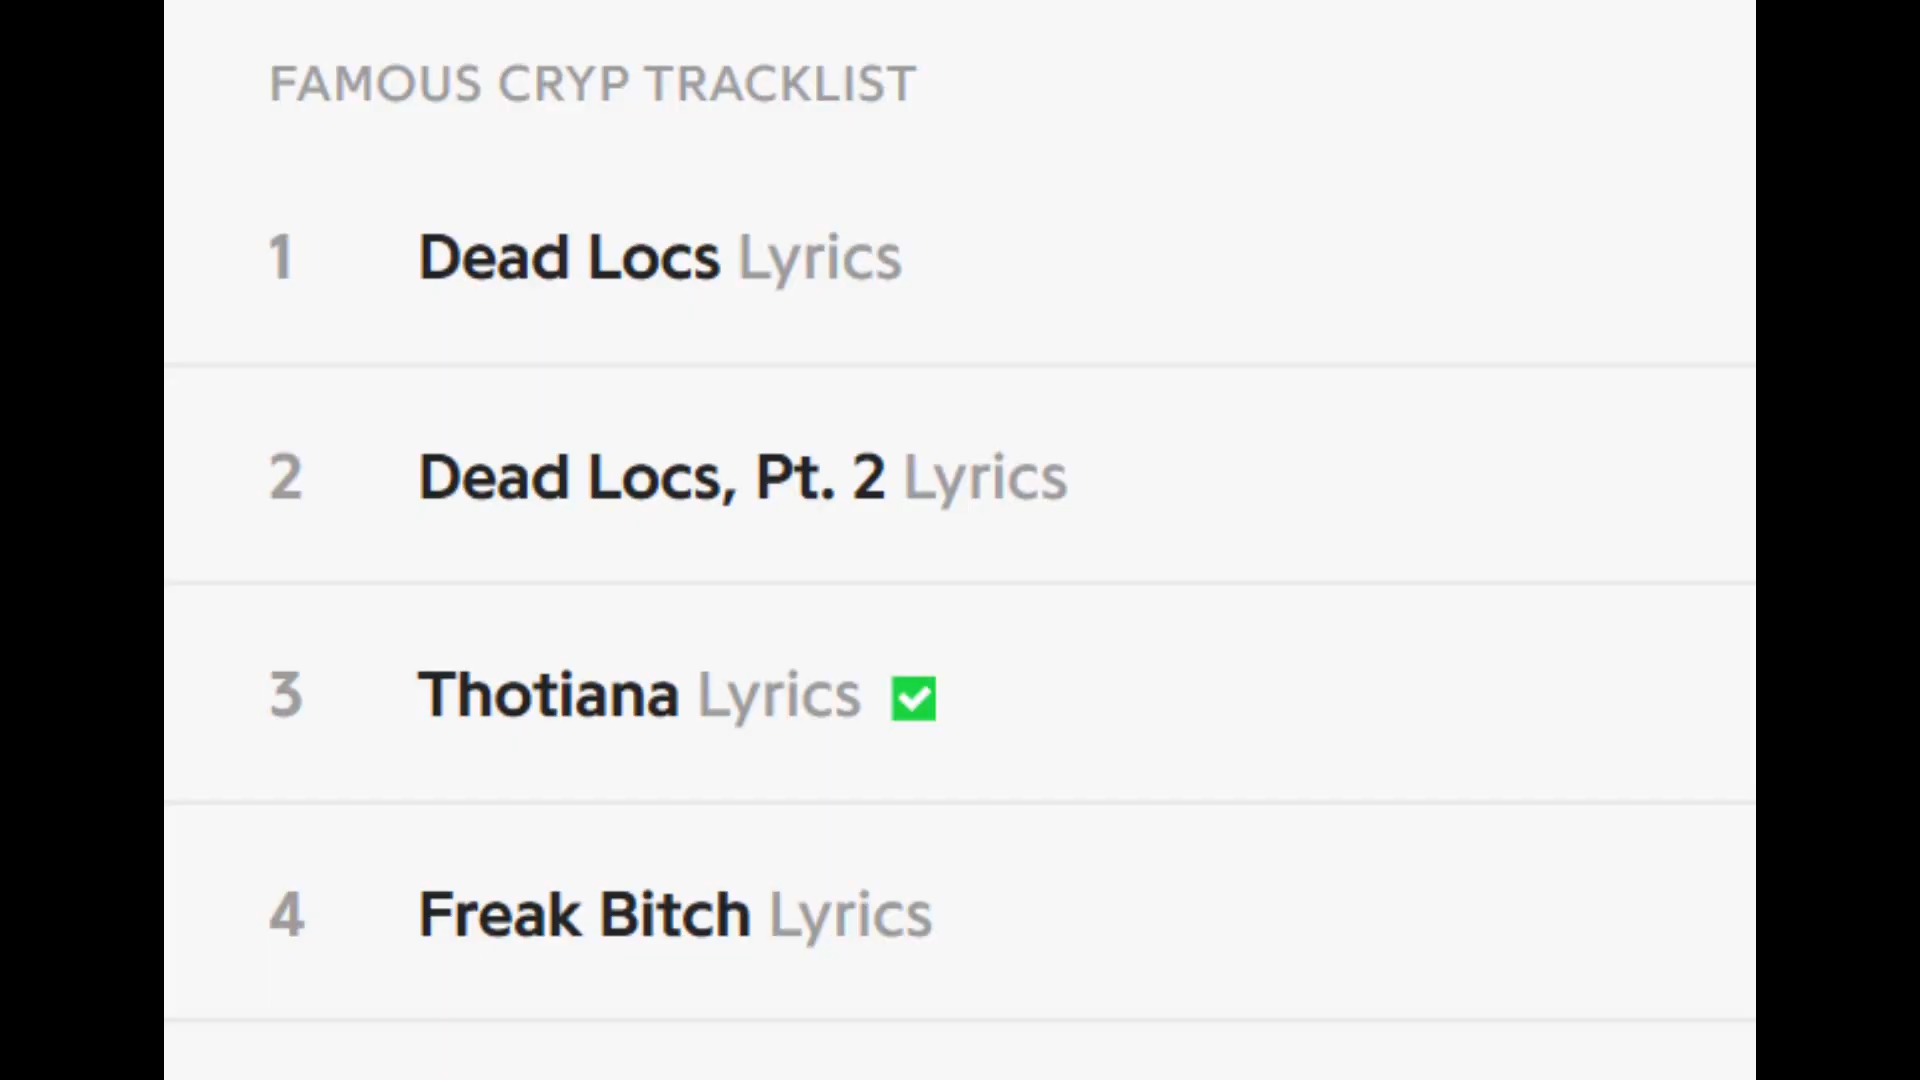 FAMOUS CRYP TRACKLIST
1 Dead Locs Lyrics
2 Dead Locs, Pt. 2 Lyrics
3 Thotiana Lyrics ✅
4 Freak Bitch Lyrics